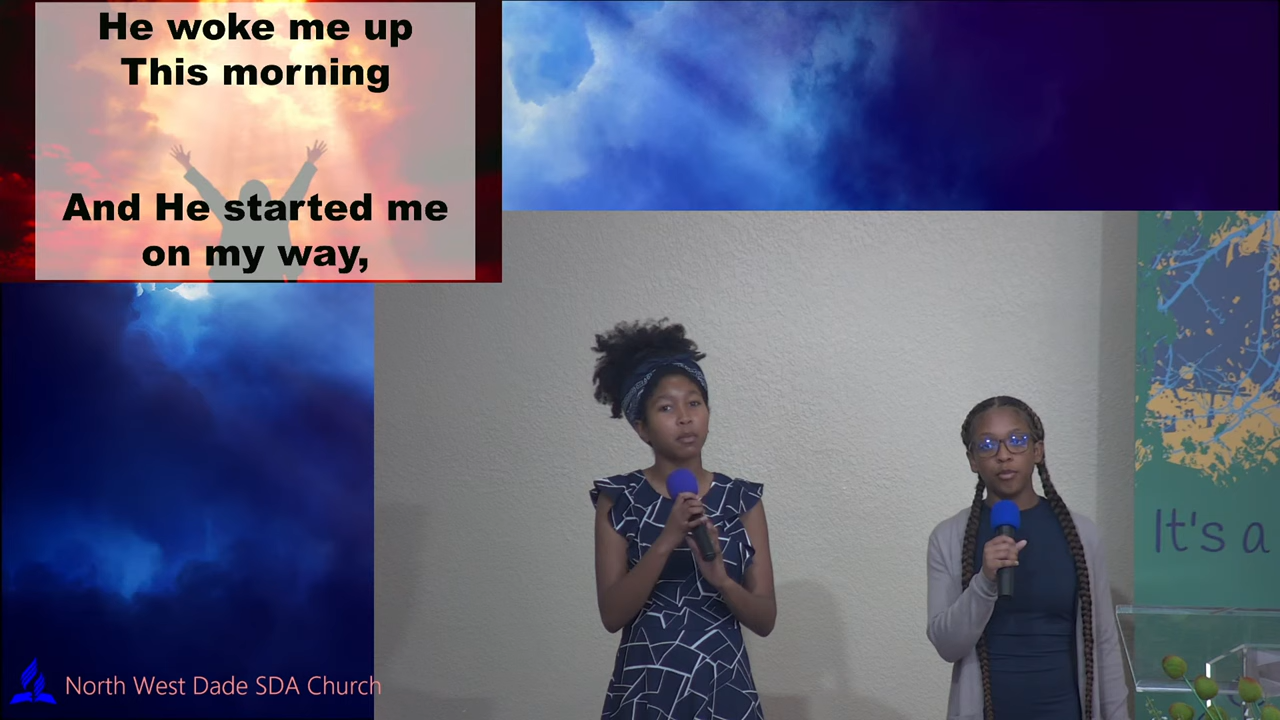 He woke me up
This morning
And He started me
on my way,
It's a
North West Dade SDA Church